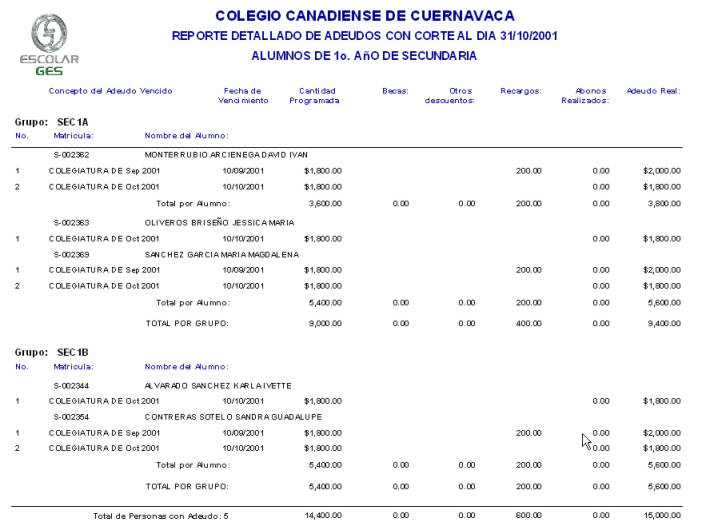 COLEGIO CANADIENSE DE CUERNAVACA
REPORTE DETALLADO DE ADEUDOS CON CORTE AL DIA 31/10/2001
ALUMNOS DE 1o. AñO DE SECUNDARIA
ESCOLAR
GES
Concepto del Adeudo Vencido Fecha de Vencimiento Cantidad Programada Becas: Otros descuentos: Recargos: Abonos Realizados: Adeudo Real:
Grupo: SEC1A
No. Matricula: Nombre del Alumno:
S-002362 MONTERRUBIO ARCIENEGA DAVID IVAN
1 COLEGIATURA DE Sep 2001 10/09/2001 $1,800.00 200.00 0.00 $2,000.00
2 COLEGIATURA DE Oct 2001 10/10/2001 $1,800.00 0.00 $1,800.00
Total por Alumno: 3,600.00 0.00 0.00 200.00 0.00 3,800.00
S-002363 OLIVEROS BRISEÑO JESSICA MARIA
1 COLEGIATURA DE Oct 2001 10/10/2001 $1,800.00 0.00 $1,800.00
S-002369 SANCHEZ GARCIA MARIA MAGDALENA
1 COLEGIATURA DE Sep 2001 10/09/2001 $1,800.00 200.00 0.00 $2,000.00
2 COLEGIATURA DE Oct 2001 10/10/2001 $1,800.00 0.00 $1,800.00
Total por Alumno: 5,400.00 0.00 0.00 200.00 0.00 5,600.00
TOTAL POR GRUPO: 9,000.00 0.00 0.00 400.00 0.00 9,400.00
Grupo: SEC1B
No. Matricula: Nombre del Alumno:
S-002344 ALVARADO SANCHEZ KARLA IVETTE
1 COLEGIATURA DE Oct 2001 10/10/2001 $1,800.00 0.00 $1,800.00
S-002354 CONTRERAS SOTELO SANDRA GUADALUPE
1 COLEGIATURA DE Sep 2001 10/09/2001 $1,800.00 200.00 0.00 $2,000.00
2 COLEGIATURA DE Oct 2001 10/10/2001 $1,800.00 0.00 $1,800.00
Total por Alumno: 5,400.00 0.00 0.00 200.00 0.00 5,600.00
TOTAL POR GRUPO: 5,400.00 0.00 0.00 200.00 0.00 5,600.00
Total de Personas con Adeudo: 5 14,400.00 0.00 0.00 600.00 0.00 15,000.00